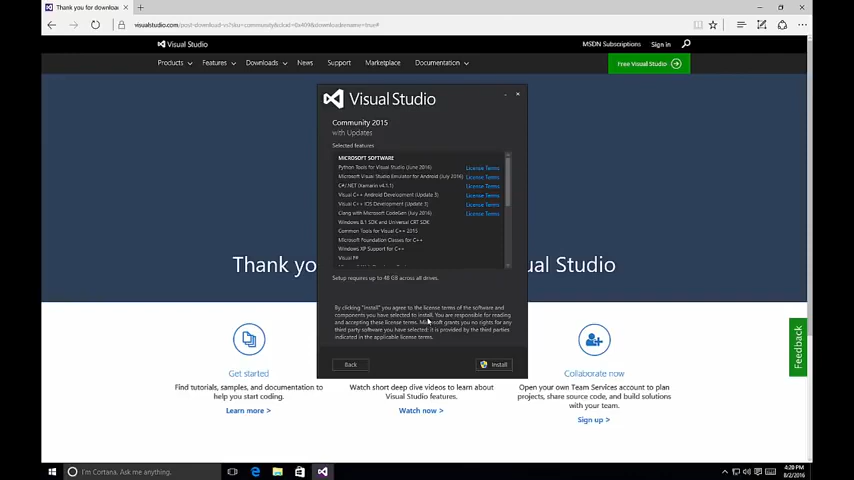 Thank you for downloa
visualstudio.com/post-download-vs?sku=community&clcid=0x409&downloadrename=true#
Visual Studio
MSDN Subscriptions Sign in
Products Features Downloads News Support Marketplace Documentation
Free Visual Studio
Visual Studio
Community 2015
with Updates
Selected features
MICROSOFT SOFTWARE
Python Tools for Visual Studio (June 2016) License Terms
Microsoft Visual Studio Emulator for Android (July 2016) License Terms
C#/.NET (Xamarin v4.1.1) License Terms
Visual C++ Android Development (Update 3) License Terms
Visual C++ iOS Development (Update 3) License Terms
Clang with Microsoft CodeGen (July 2016) License Terms
Windows 8.1 SDK and Universal CRT SDK
Common Tools for Visual C++ 2015
Microsoft Foundation Classes for C++
Windows XP Support for C++
Visual F#
Setup requires up to 48 GB across all drives.
Thank yo
ual Studio
By clicking "Install" you agree to the license terms of the software and
components you have selected to install. You are responsible for reading
and accepting these license terms. Microsoft grants you no rights for any
third party software you have selected; it is provided by the third parties
indicated in the applicable license terms.
Back Install
Feedback
Get started
Find tutorials, samples, and documentation to
help you start coding.
Learn more >
Watch short deep dive videos to learn about
Visual Studio features.
Watch now >
Collaborate now
Open your own Team Services account to plan
projects, share source code, and build solutions
with your team.
Sign up >
I'm Cortana. Ask me anything.
4:20 PM
8/2/2016